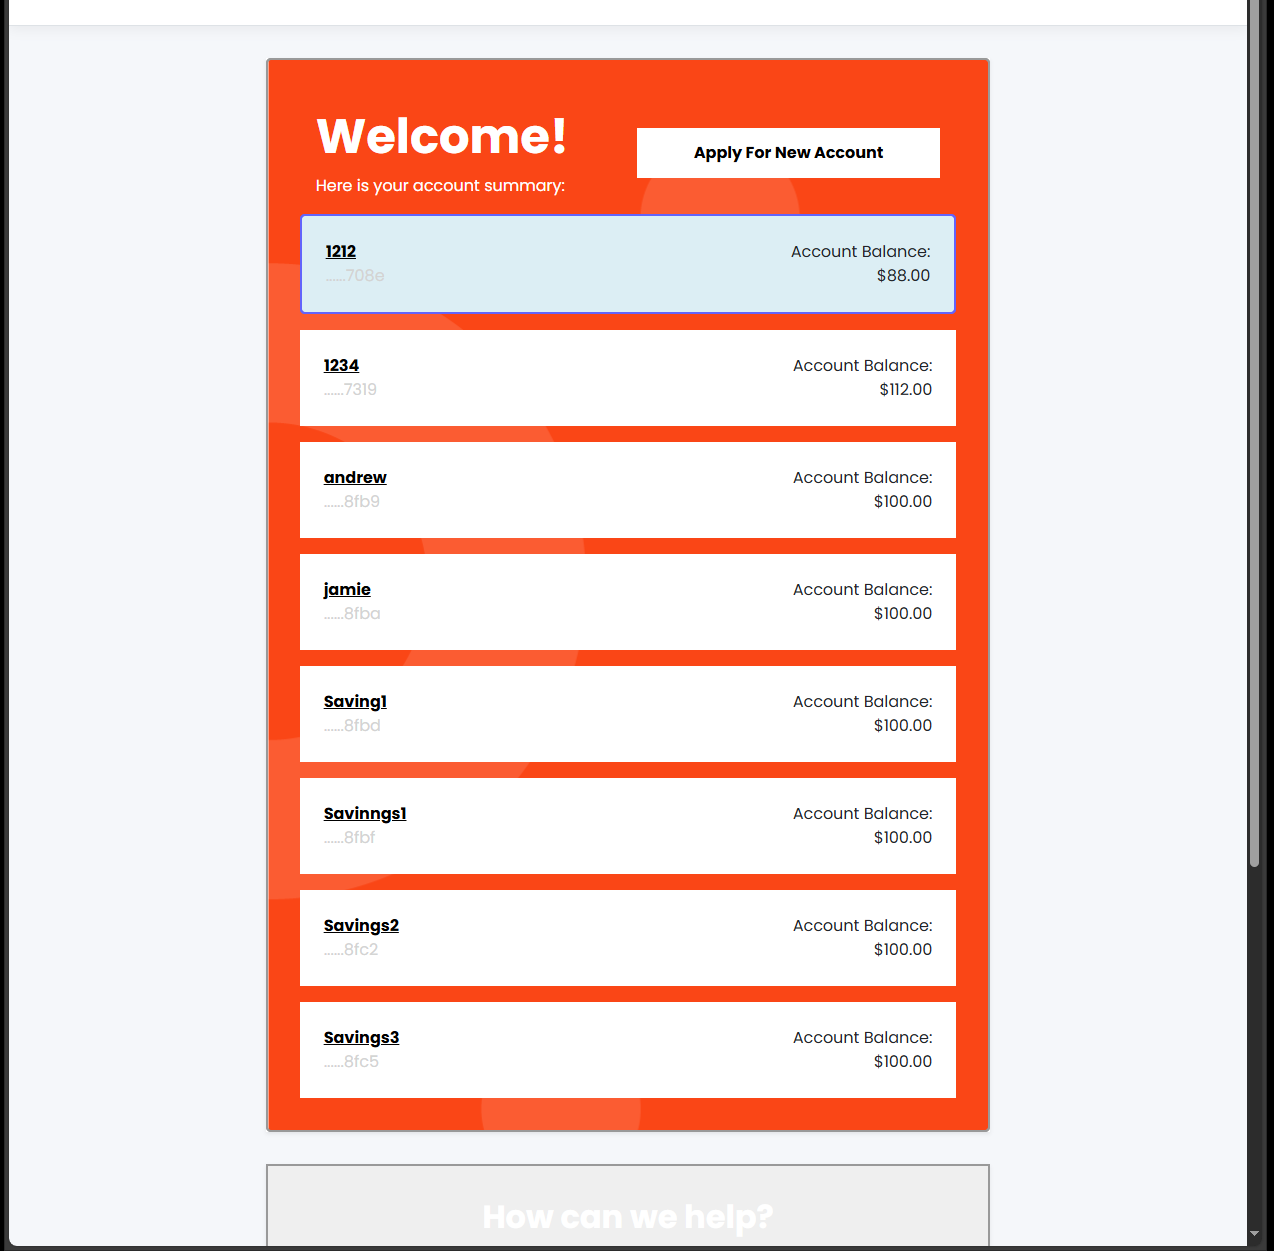 Welcome!
Here is your account summary:
Apply For New Account
1212
......708e
Account Balance:
$88.00
1234
......7319
Account Balance:
$112.00
andrew
......8fb9
Account Balance:
$100.00
jamie
......8fba
Account Balance:
$100.00
Saving1
......8fbd
Account Balance:
$100.00
Savinngs1
......8fbf
Account Balance:
$100.00
Savings2
......8fc2
Account Balance:
$100.00
Savings3
......8fc5
Account Balance:
$100.00
How can we help?